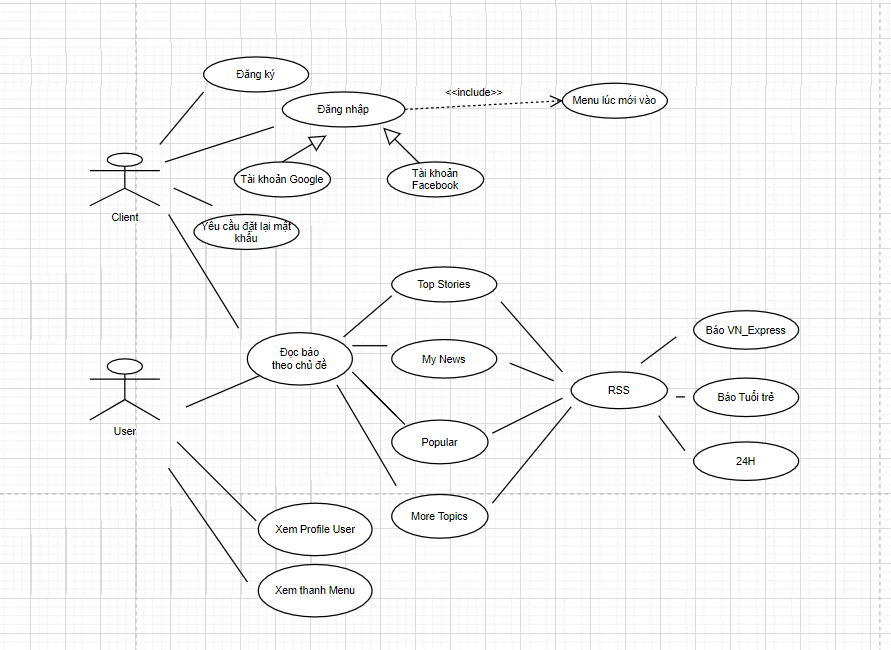 Đăng ký
Đăng nhập
<<include>>
Menu lúc mới vào
Tài khoản Google
Tài khoản
Facebook
Client
Yêu cầu đặt lại mật
khẩu
Top Stories
Đọc báo
theo chủ đề
My News
RSS
Báo VN_Express
Báo Tuổi trẻ
24H
User
Popular
More Topics
Xem Profile User
Xem thanh Menu